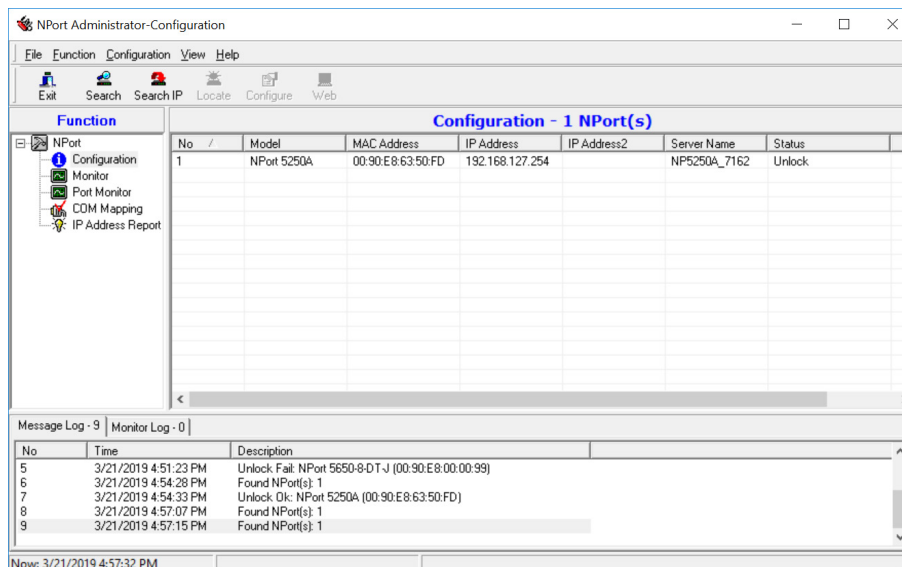 NPort Administrator-Configuration
File Function Configuration View Help
Exit Search Search IP Locate Configure Web
Function
Configuration - 1 NPort(s)
NPort
Configuration
Monitor
Port Monitor
COM Mapping
IP Address Report
No Model MAC Address IP Address IP Address2 Server Name Status
1 NPort 5250A 00:90:E8:63:50:FD 192.168.127.254 NP5250A_7162 Unlock
Message Log - 9 Monitor Log - 0
No Time Description
5 3/21/2019 4:51:23 PM Unlock Fail: NPort 5650-8-DT-J (00:90:E8:00:00:99)
6 3/21/2019 4:54:28 PM Found NPort(s): 1
7 3/21/2019 4:54:33 PM Unlock Ok: NPort 5250A (00:90:E8:63:50:FD)
8 3/21/2019 4:57:07 PM Found NPort(s): 1
9 3/21/2019 4:57:15 PM Found NPort(s): 1
Now: 3/21/2019 4:57:32 PM